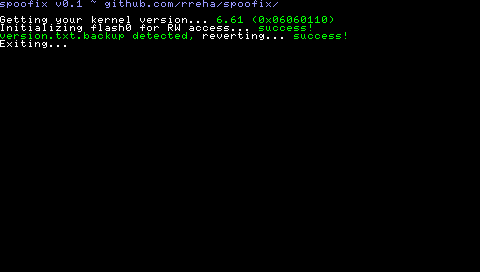 spoofix v0.1 ~ github.com/rreha/spoofix/
Getting your kernel version... 6.61 (0x06060110)
Initializing flash0 for RW access... success!
version.txt.backup detected, reverting... success!
Exiting...